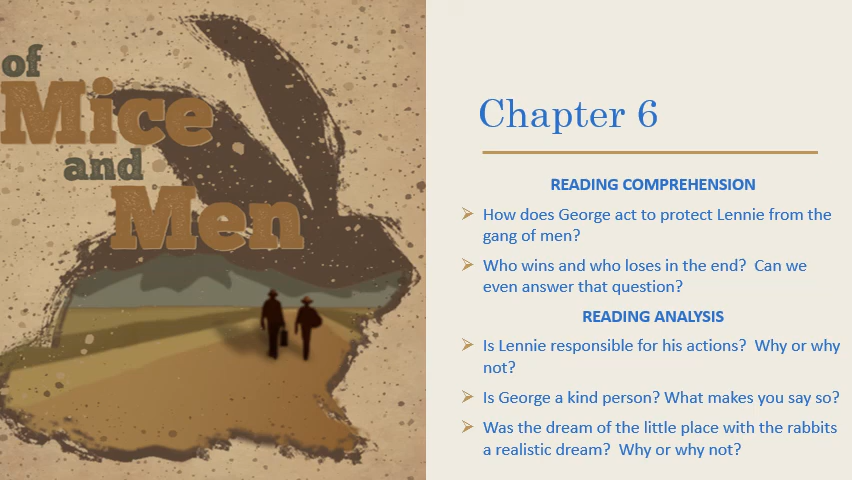 of
Mice
and
Men
Chapter 6
READING COMPREHENSION
How does George act to protect Lennie from the
gang of men?
Who wins and who loses in the end?  Can we
even answer that question?
READING ANALYSIS
Is Lennie responsible for his actions?  Why or why
not?
Is George a kind person? What makes you say so?
Was the dream of the little place with the rabbits
a realistic dream?  Why or why not?